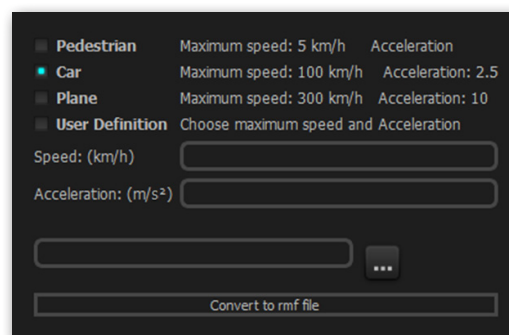 Pedestrian Maximum speed: 5 km/h Acceleration
Car Maximum speed: 100 km/h Acceleration: 2.5
Plane Maximum speed: 300 km/h Acceleration: 10
User Definition Choose maximum speed and Acceleration
Speed: (km/h)
Acceleration: (m/s²)
...
Convert to rmf file